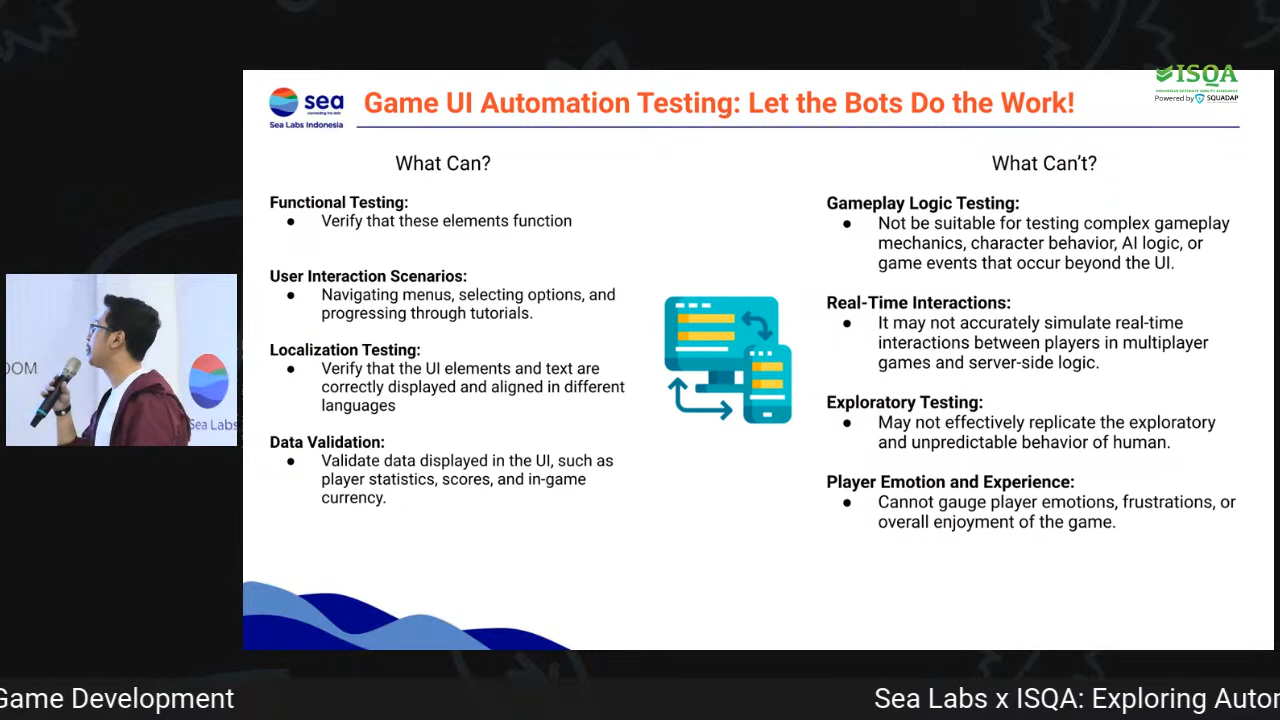 ISQA
Powered by SQUADAP
sea
Sea Labs Indonesia
Game UI Automation Testing: Let the Bots Do the Work!
What Can?
Functional Testing:
● Verify that these elements function
User Interaction Scenarios:
● Navigating menus, selecting options, and
progressing through tutorials.
Localization Testing:
● Verify that the UI elements and text are
correctly displayed and aligned in different
languages
Data Validation:
● Validate data displayed in the UI, such as
player statistics, scores, and in-game
currency.
What Can't?
Gameplay Logic Testing:
● Not be suitable for testing complex gameplay
mechanics, character behavior, AI logic, or
game events that occur beyond the UI.
Real-Time Interactions:
● It may not accurately simulate real-time
interactions between players in multiplayer
games and server-side logic.
Exploratory Testing:
● May not effectively replicate the exploratory
and unpredictable behavior of human.
Player Emotion and Experience:
● Cannot gauge player emotions, frustrations, or
overall enjoyment of the game.
OOM
Sea Labs
Game Development
Sea Labs x ISQA: Exploring Autor